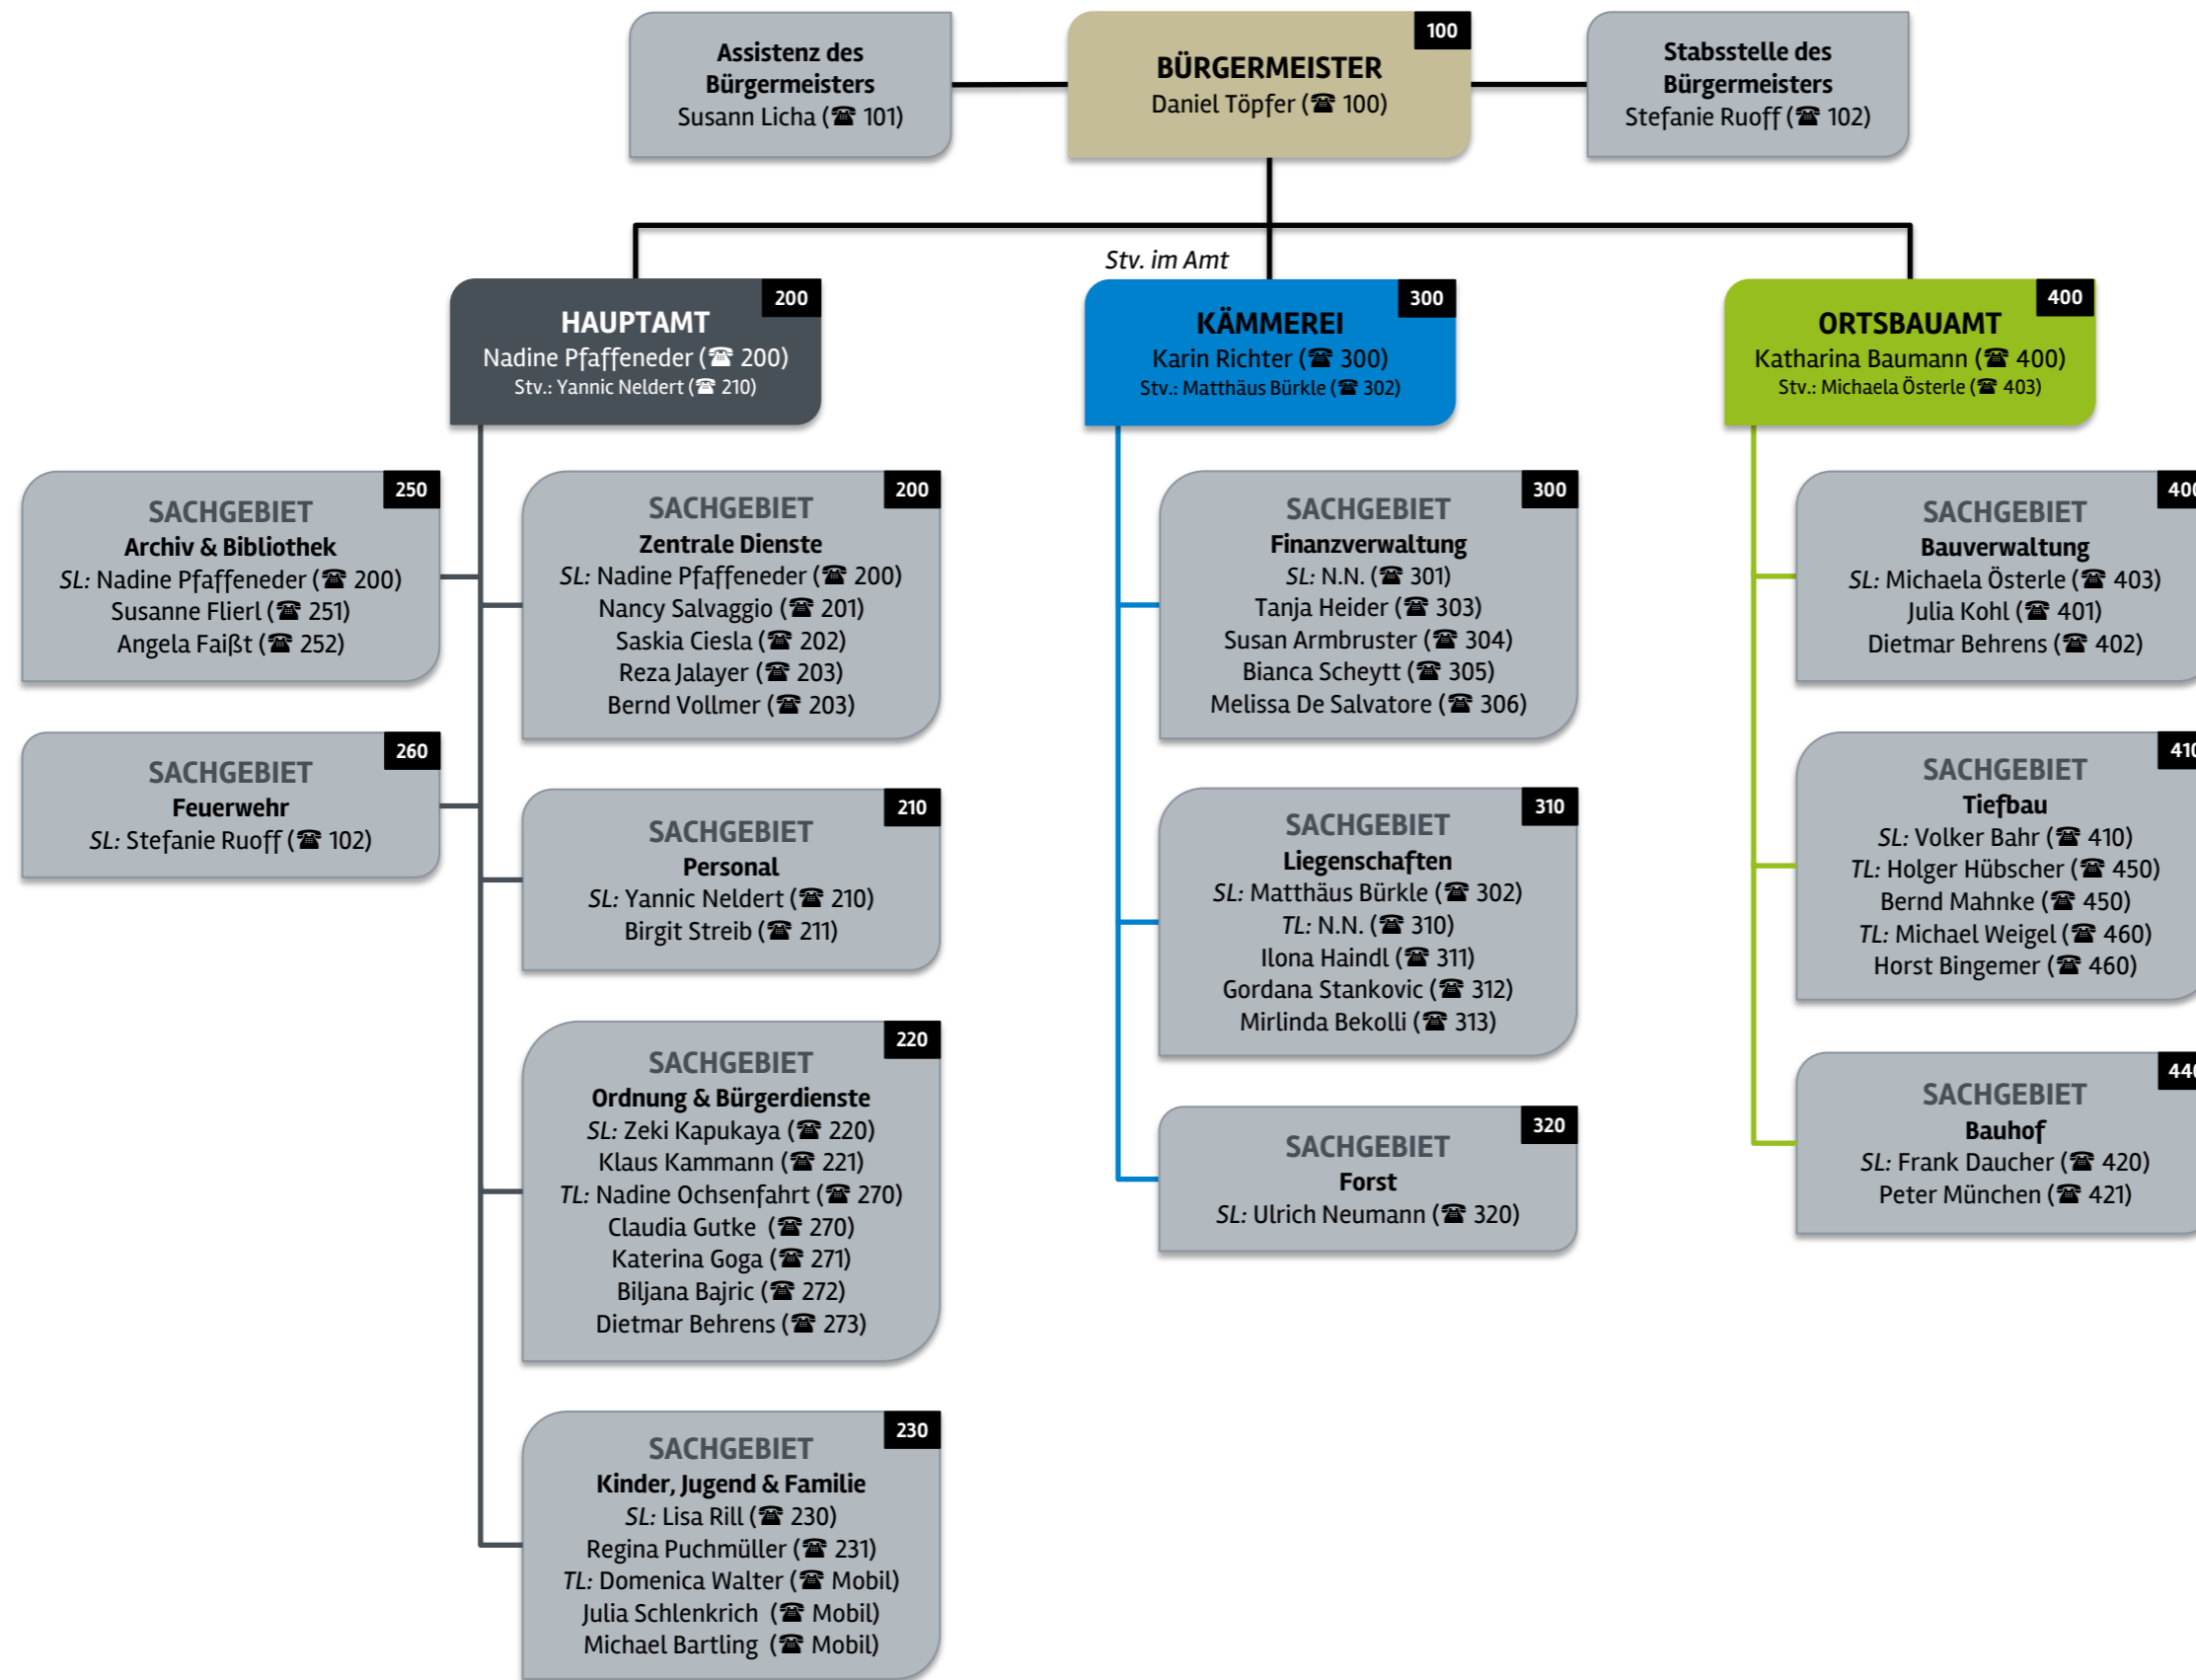 Assistenz des
Bürgermeisters
Susann Licha (☎ 101)
100
BÜRGERMEISTER
Daniel Töpfer (☎ 100)
Stabsstelle des
Bürgermeisters
Stefanie Ruoff (☎ 102)
Stv. im Amt
200
HAUPTAMT
Nadine Pfaffeneder (☎ 200)
Stv.: Yannic Neldert (☎ 210)
300
KÄMMEREI
Karin Richter (☎ 300)
Stv.: Matthäus Bürkle (☎ 302)
400
ORTSBAUAMT
Katharina Baumann (☎ 400)
Stv.: Michaela Österle (☎ 403)
250
SACHGEBIET
Archiv & Bibliothek
SL: Nadine Pfaffeneder (☎ 200)
Susanne Flierl (☎ 251)
Angela Faißt (☎ 252)
260
SACHGEBIET
Feuerwehr
SL: Stefanie Ruoff (☎ 102)
200
SACHGEBIET
Zentrale Dienste
SL: Nadine Pfaffeneder (☎ 200)
Nancy Salvaggio (☎ 201)
Saskia Ciesla (☎ 202)
Reza Jalayer (☎ 203)
Bernd Vollmer (☎ 203)
210
SACHGEBIET
Personal
SL: Yannic Neldert (☎ 210)
Birgit Streib (☎ 211)
220
SACHGEBIET
Ordnung & Bürgerdienste
SL: Zeki Kapukaya (☎ 220)
Klaus Kammann (☎ 221)
TL: Nadine Ochsenfahrt (☎ 270)
Claudia Gutke (☎ 270)
Katerina Goga (☎ 271)
Biljana Bajric (☎ 272)
Dietmar Behrens (☎ 273)
230
SACHGEBIET
Kinder, Jugend & Familie
SL: Lisa Rill (☎ 230)
Regina Puchmüller (☎ 231)
TL: Domenica Walter (☎ Mobil)
Julia Schlenkrich (☎ Mobil)
Michael Bartling (☎ Mobil)
300
SACHGEBIET
Finanzverwaltung
SL: N.N. (☎ 301)
Tanja Heider (☎ 303)
Susan Armbruster (☎ 304)
Bianca Scheytt (☎ 305)
Melissa De Salvatore (☎ 306)
310
SACHGEBIET
Liegenschaften
SL: Matthäus Bürkle (☎ 302)
TL: N.N. (☎ 310)
Ilona Haindl (☎ 311)
Gordana Stankovic (☎ 312)
Mirlinda Bekolli (☎ 313)
320
SACHGEBIET
Forst
SL: Ulrich Neumann (☎ 320)
400
SACHGEBIET
Bauverwaltung
SL: Michaela Österle (☎ 403)
Julia Kohl (☎ 401)
Dietmar Behrens (☎ 402)
410
SACHGEBIET
Tiefbau
SL: Volker Bahr (☎ 410)
TL: Holger Hübscher (☎ 450)
Bernd Mahnke (☎ 450)
TL: Michael Weigel (☎ 460)
Horst Bingemer (☎ 460)
440
SACHGEBIET
Bauhof
SL: Frank Daucher (☎ 420)
Peter München (☎ 421)